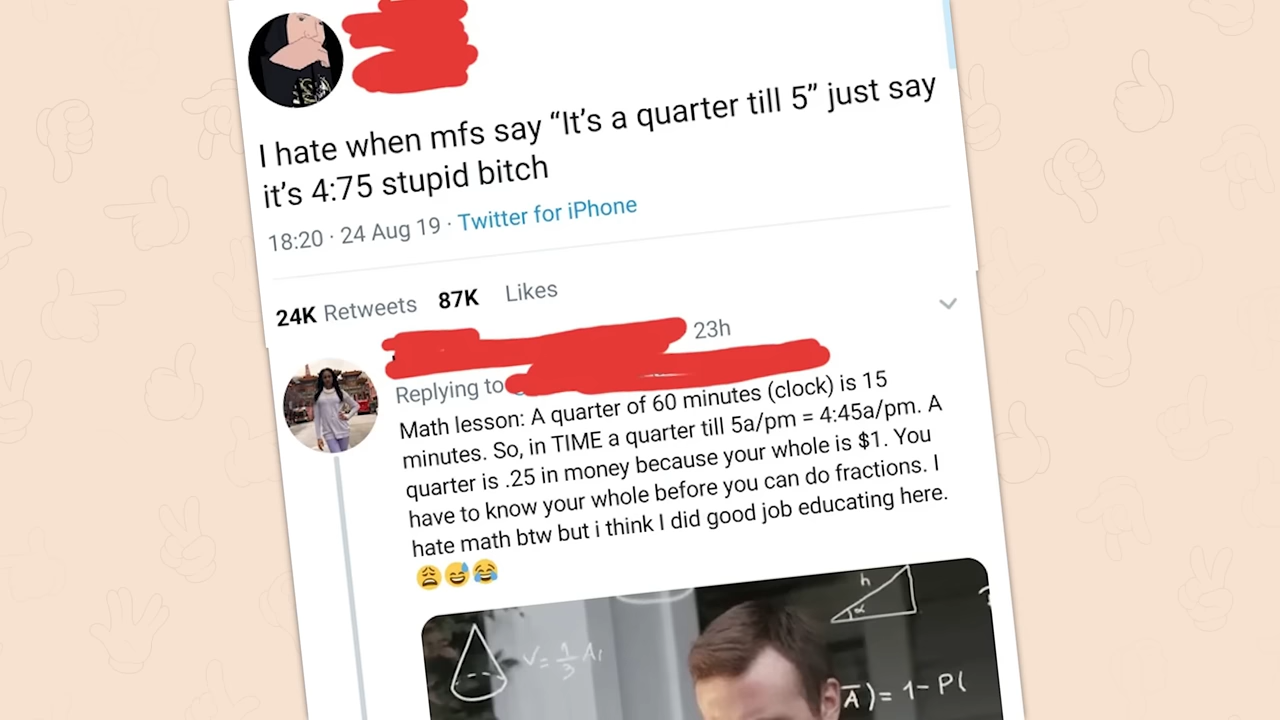 I hate when mfs say “It’s a quarter till 5” just say
it’s 4:75 stupid bitch
18:20 · 24 Aug 19 · Twitter for iPhone
24K Retweets 87K Likes
23h
Replying to
Math lesson: A quarter of 60 minutes (clock) is 15
minutes. So, in TIME a quarter till 5a/pm = 4:45a/pm. A
quarter is .25 in money because your whole is $1. You
have to know your whole before you can do fractions. I
hate math btw but i think I did good job educating here.
😩😅😂
h
α
V = 1/3 A
A) = 1 - P(